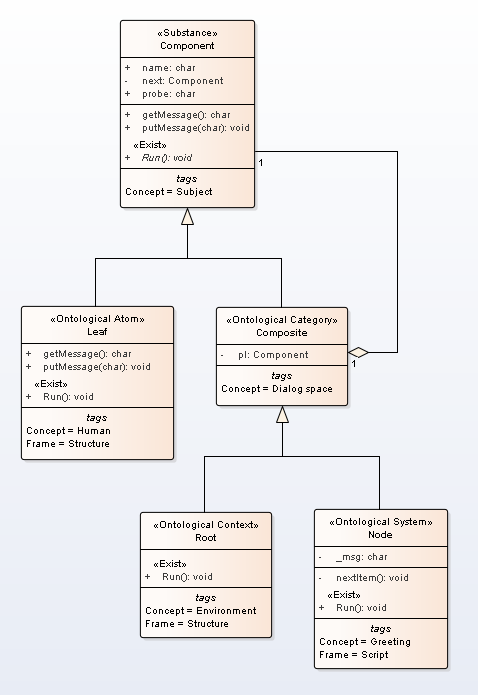 «Substance»
Component
+ name: char
- next: Component
+ probe: char
+ getMessage(): char
+ putMessage(char): void
«Exist»
+ Run(): void
tags
Concept = Subject
1
«Ontological Atom»
Leaf
+ getMessage(): char
+ putMessage(char): void
«Exist»
+ Run(): void
tags
Concept = Human
Frame = Structure
«Ontological Category»
Composite
- pl: Component
tags
Concept = Dialog space
1
«Ontological Context»
Root
«Exist»
+ Run(): void
tags
Concept = Environment
Frame = Structure
«Ontological System»
Node
- _msg: char
- nextItem(): void
«Exist»
+ Run(): void
tags
Concept = Greeting
Frame = Script